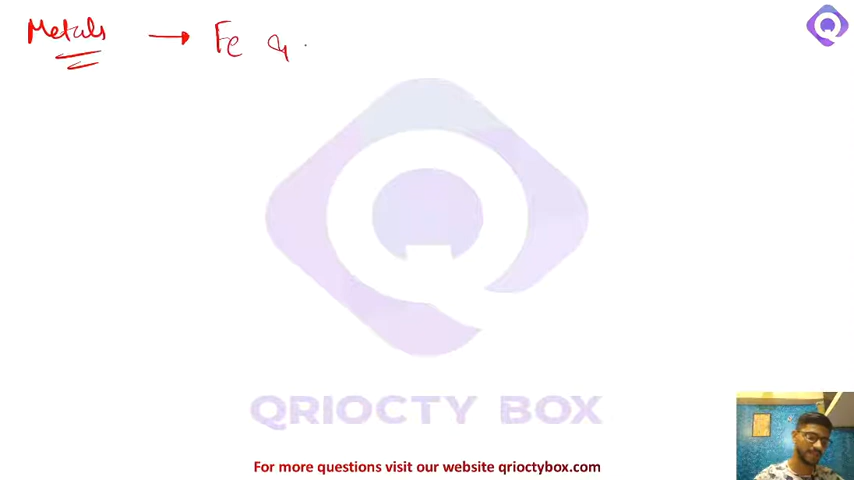 Metals → Fe
QRIOCTY BOX
For more questions visit our website qrioctybox.com